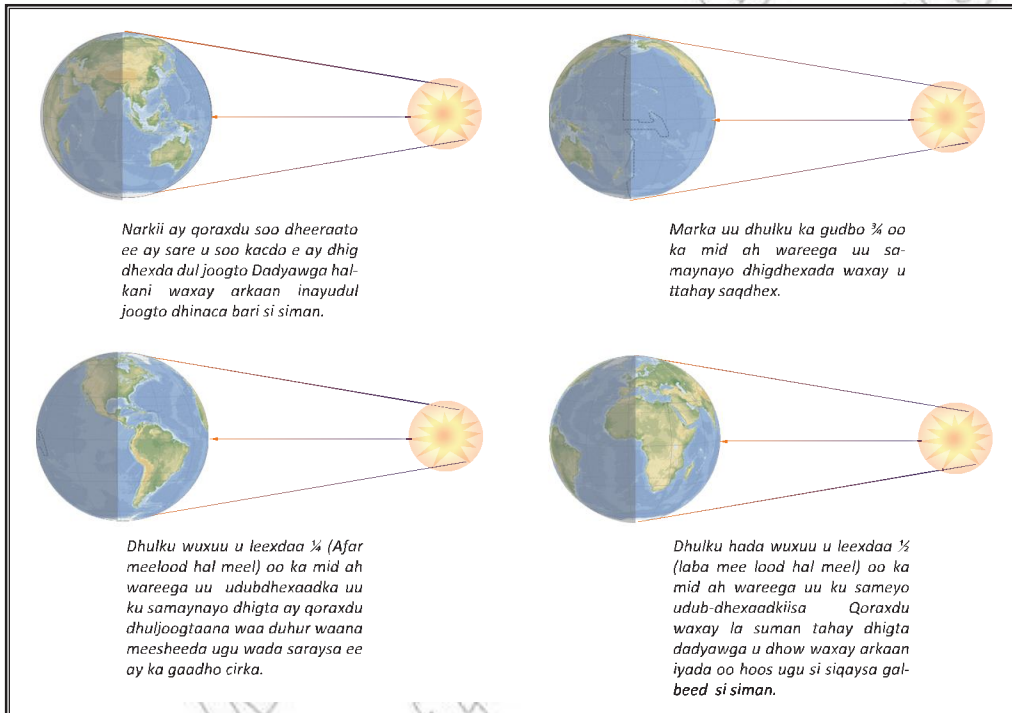 Narkii ay qoraxdu soo dheeraato
ee ay sare u soo kacdo e ay dhig
dhexda dul joogto Dadyawga hal-
kani waxay arkaan inayudul
joogto dhinaca bari si siman.
Marka uu dhulku ka gudbo ¾ oo
ka mid ah wareega uu sa-
maynayo dhigdhexada waxay u
ttahay saqdhex.
Dhulku wuxuu u leexdaa ¼ (Afar
meelood hal meel) oo ka mid ah
wareega uu udubdhexaadka uu
ku samaynayo dhigta ay qoraxdu
dhuljoogtaana waa duhur waana
meesheeda ugu wada saraysa ee
ay ka gaadho cirka.
Dhulku hada wuxuu u leexdaa ½
(laba mee lood hal meel) oo ka
mid ah wareega uu ku sameyo
udub-dhexaadkiisa Qoraxdu
waxay la suman tahay dhigta
dadyawga u dhow waxay arkaan
iyada oo hoos ugu si siqaysa gal-
beed si siman.